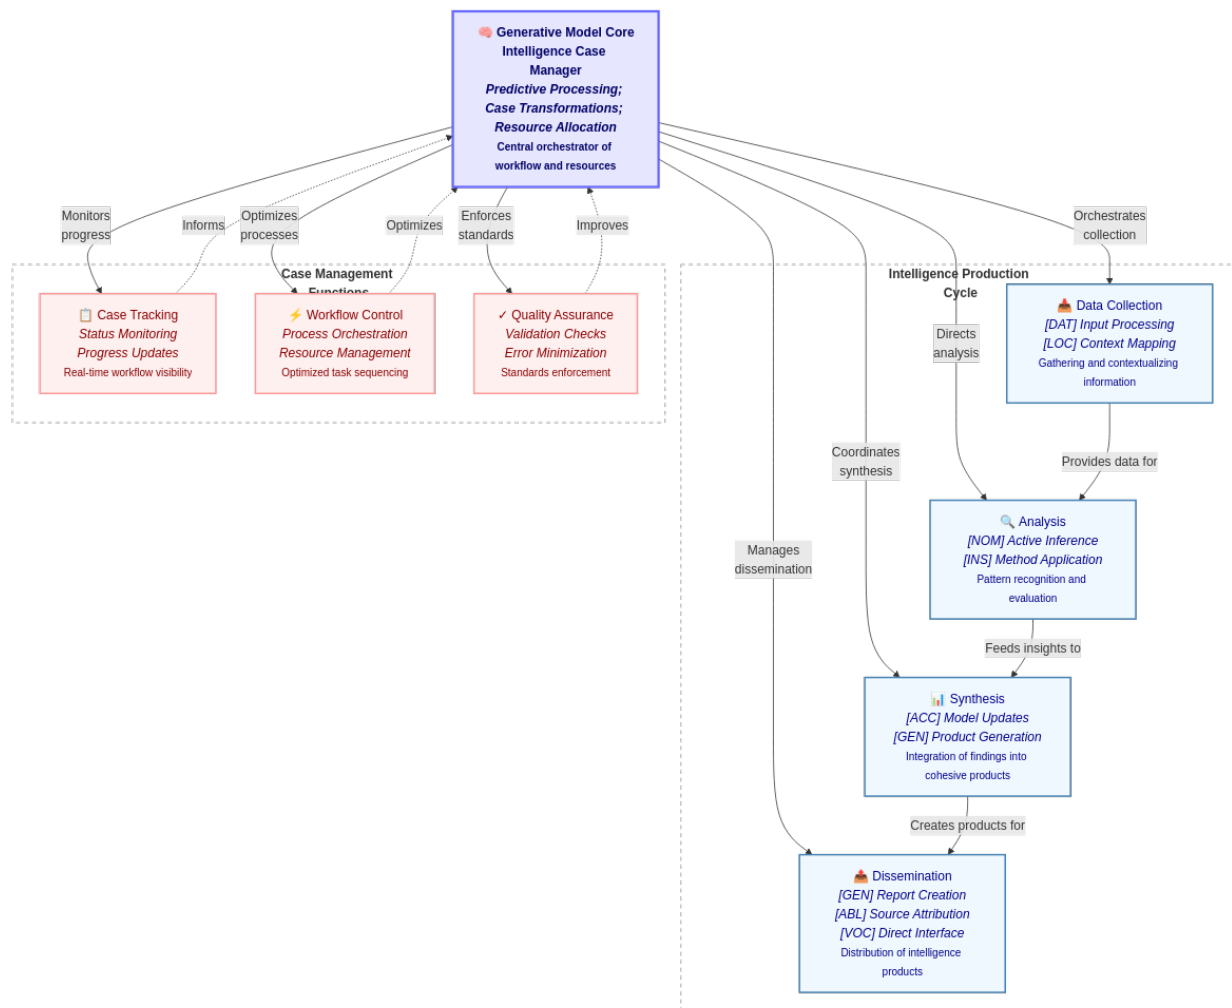 🧠 Generative Model Core
Intelligence Case
Manager
Predictive Processing;
Case Transformations;
Resource Allocation
Central orchestrator of
workflow and resources
Monitors
progress
Informs
Optimizes
processes
Optimizes
Enforces
standards
Improves
Orchestrates
collection
Case Management
Functions
📋 Case Tracking
Status Monitoring
Progress Updates
Real-time workflow visibility
⚡ Workflow Control
Process Orchestration
Resource Management
Optimized task sequencing
✓ Quality Assurance
Validation Checks
Error Minimization
Standards enforcement
Intelligence Production
Cycle
📥 Data Collection
[DAT] Input Processing
[LOC] Context Mapping
Gathering and contextualizing
information
Directs
analysis
Coordinates
synthesis
Provides data for
🔍 Analysis
[NOM] Active Inference
[INS] Method Application
Pattern recognition and
evaluation
Manages
dissemination
Feeds insights to
📊 Synthesis
[ACC] Model Updates
[GEN] Product Generation
Integration of findings into
cohesive products
Creates products for
📤 Dissemination
[GEN] Report Creation
[ABL] Source Attribution
[VOC] Direct Interface
Distribution of intelligence
products